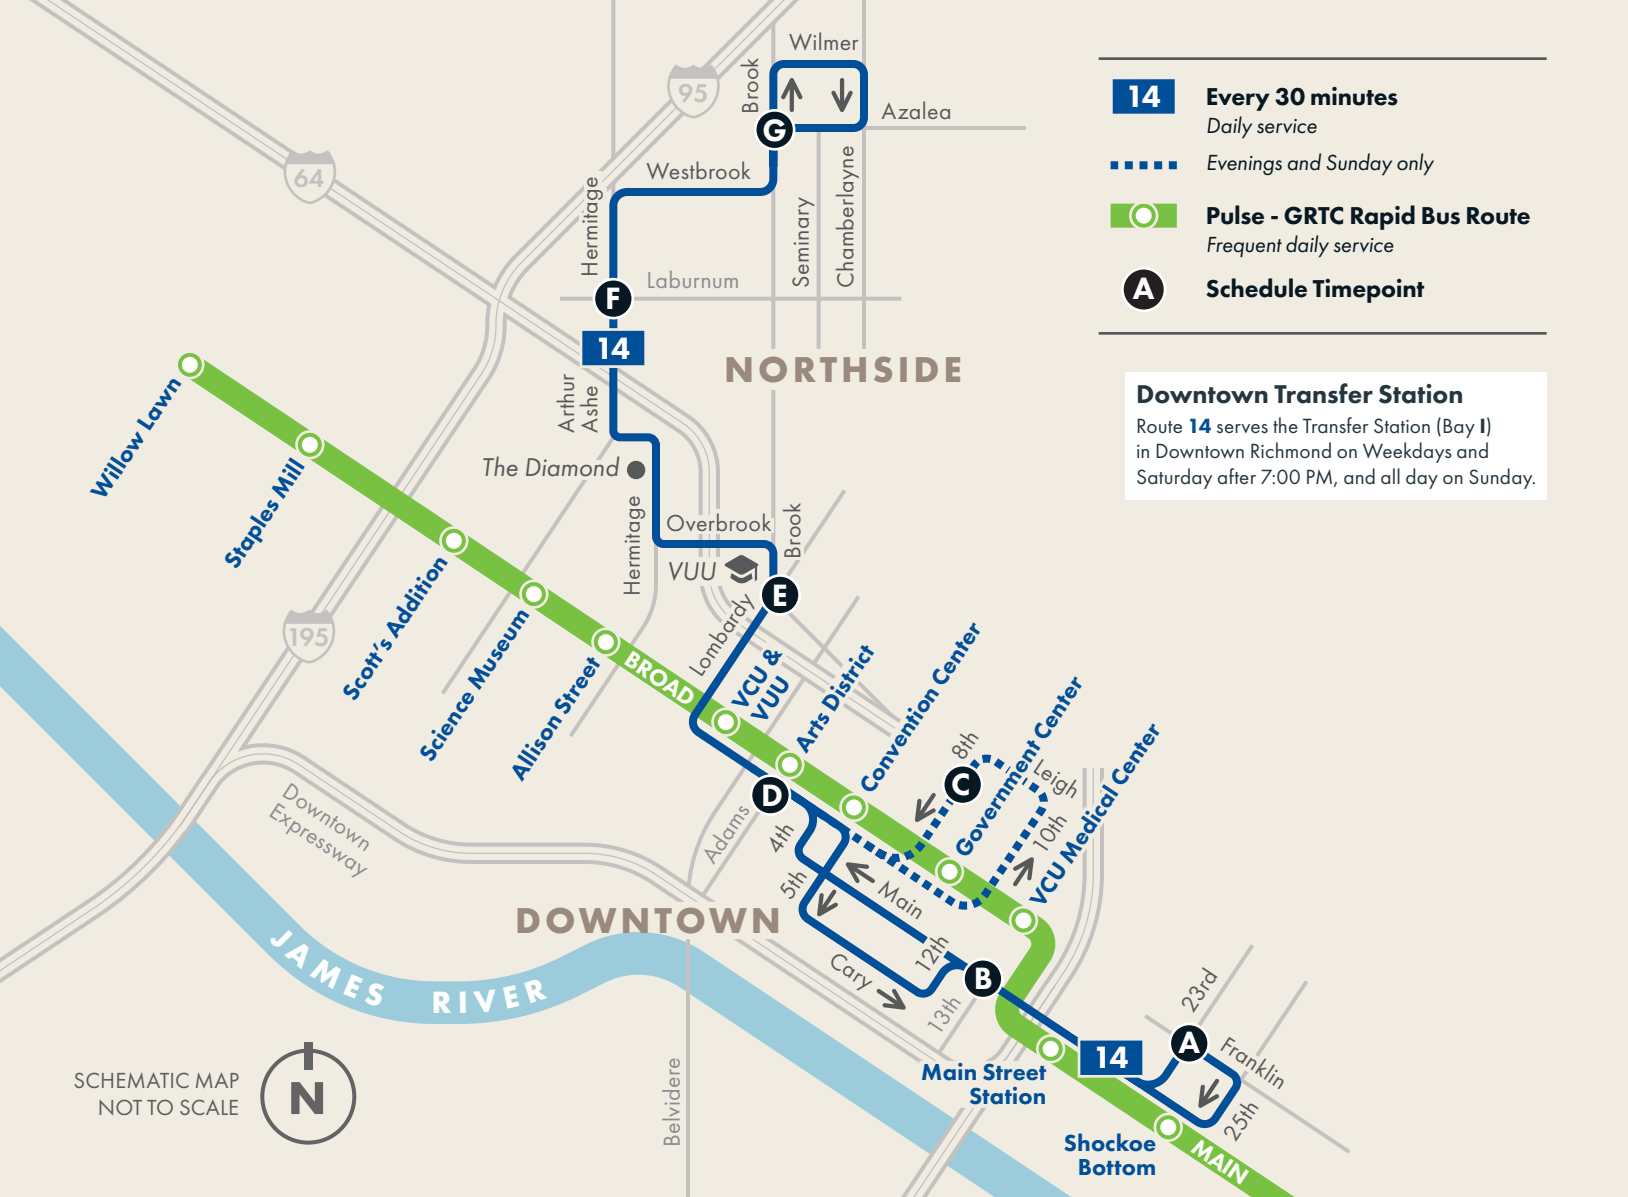 Wilmer
Brook
95
14
Every 30 minutes
Daily service
G
Azalea
64
Westbrook
Evenings and Sunday only
Hermitage
Seminary
Chamberlayne
Pulse - GRTC Rapid Bus Route
Frequent daily service
Laburnum
F
A
Schedule Timepoint
14
NORTHSIDE
Arthur
Ashe
Downtown Transfer Station
Route 14 serves the Transfer Station (Bay I)
in Downtown Richmond on Weekdays and
Saturday after 7:00 PM, and all day on Sunday.
Willow Lawn
Staples Mill
The Diamond
Hermitage
Overbrook
Brook
VUU
E
Lombardy
195
Scott's Addition
Science Museum
Allison Street
BROAD
VCU &
VUU
Arts District
Convention Center
Government Center
VCU Medical Center
8th
C
Leigh
10th
D
Downtown
Expressway
Adams
4th
5th
Main
DOWNTOWN
12th
Cary
B
13th
JAMES RIVER
23rd
A
Franklin
14
25th
Main Street
Station
Belvidere
SCHEMATIC MAP
NOT TO SCALE
N
Shockoe
Bottom
MAIN